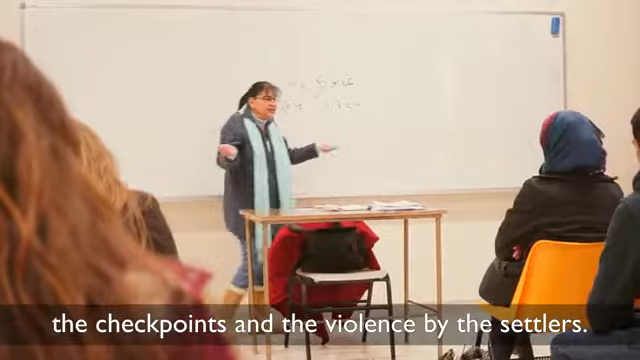 the checkpoints and the violence by the settlers.